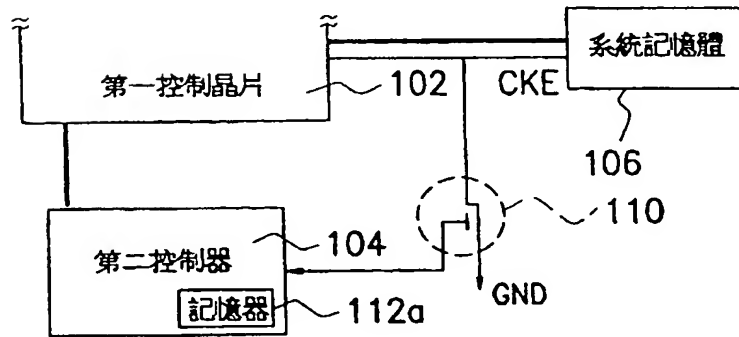 第一控制晶片
102
CKE
系統記憶體
106
110
第二控制器
104
記憶器
112a
GND